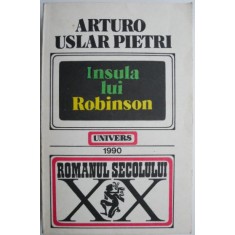 ARTURO
USLAR PIETRI
Insula
lui
Robinson
UNIVERS
1990
ROMANUL SECOLULUI
XX